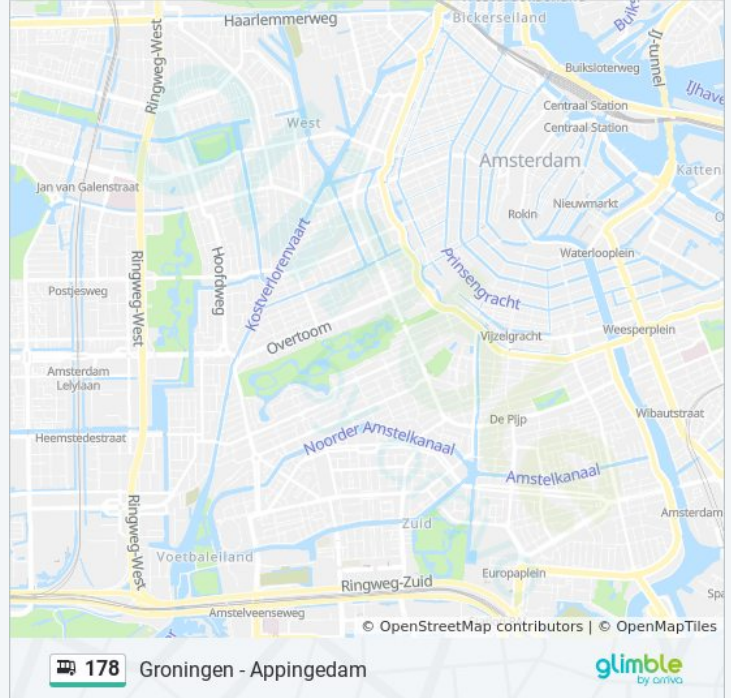 Haarlemmerweg
Bickerseiland
Ringweg-West
Buiks
IJ-tunnel
Buiksloterweg
IJhave
Centraal Station
West
Centraal Station
Amsterdam
Katten
Jan van Galenstraat
Nieuwmarkt
Rokin
O
Kostverlorenvaart
Hoofdweg
Prinsengracht
Waterlooplein
Ringweg-West
Postjesweg
Overtoom
Vijzelgracht
Weesperplein
Amsterdam
Lelylaan
De Pijp
Wibautstraat
Heemstedestraat
Noorder Amstelkanaal
Amstelkanaal
Ringweg-West
Zuid
Amsterdam
Voetbaleiland
Europaplein
Ringweg-Zuid
Spa
Amstelveenseweg
er
© OpenStreetMap contributors | © OpenMapTiles
178 Groningen - Appingedam
glimble
by arriva